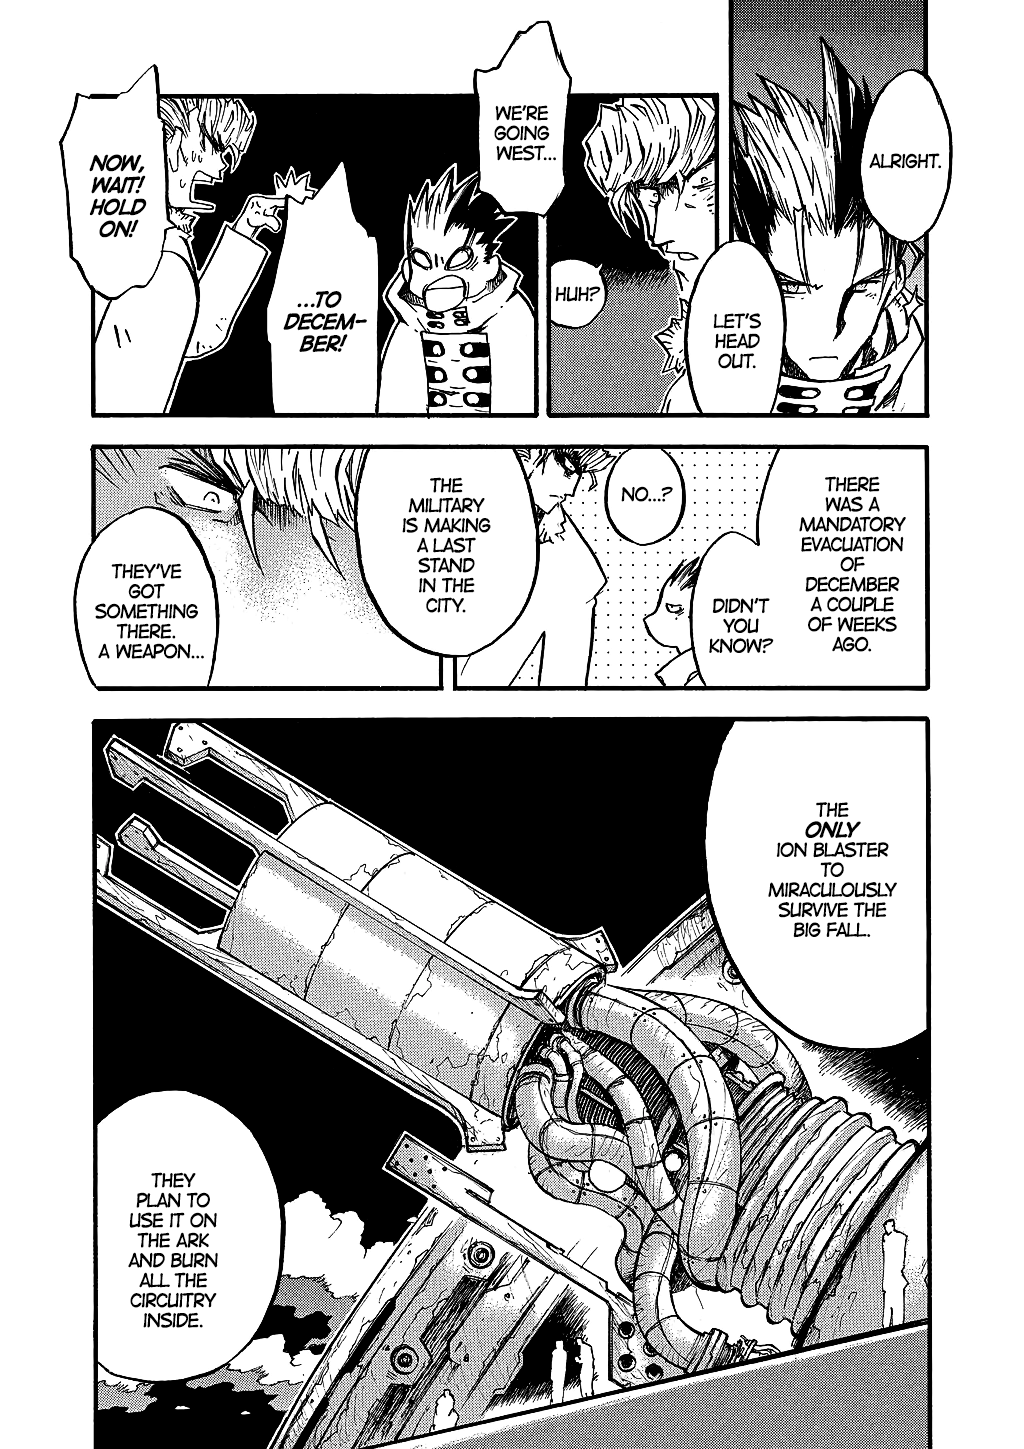 ALRIGHT.
LET'S
HEAD
OUT.
HUH?
WE'RE
GOING
WEST...
...TO
DECEM-
BER!
NOW,
WAIT!
HOLD
ON!
THERE
WAS A
MANDATORY
EVACUATION
OF
DECEMBER
A COUPLE
OF WEEKS
AGO.
DIDN'T
YOU
KNOW?
NO...?
THE
MILITARY
IS MAKING
A LAST
STAND
IN THE
CITY.
THEY'VE
GOT
SOMETHING
THERE.
A WEAPON...
THE
ONLY
ION BLASTER
TO
MIRACULOUSLY
SURVIVE THE
BIG FALL.
THEY
PLAN TO
USE IT ON
THE ARK
AND BURN
ALL THE
CIRCUITRY
INSIDE.